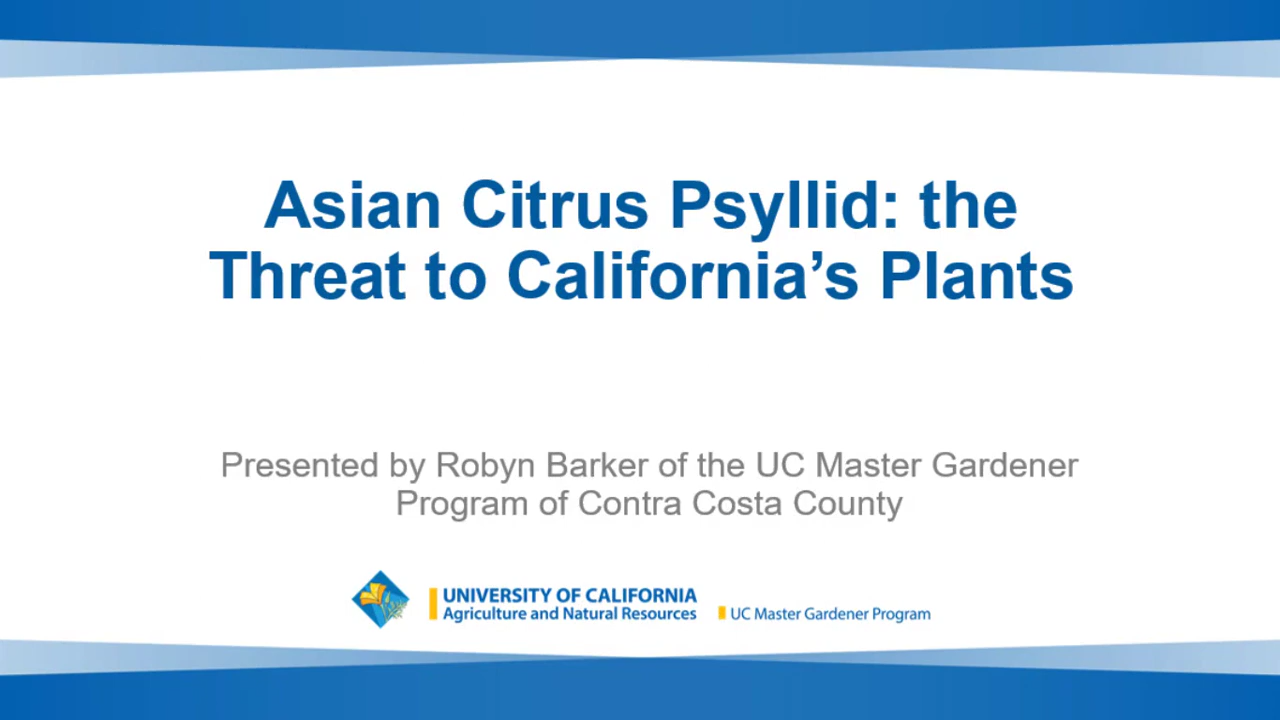 Asian Citrus Psyllid: the
Threat to California’s Plants
Presented by Robyn Barker of the UC Master Gardener
Program of Contra Costa County
UNIVERSITY OF CALIFORNIA
Agriculture and Natural Resources
UC Master Gardener Program